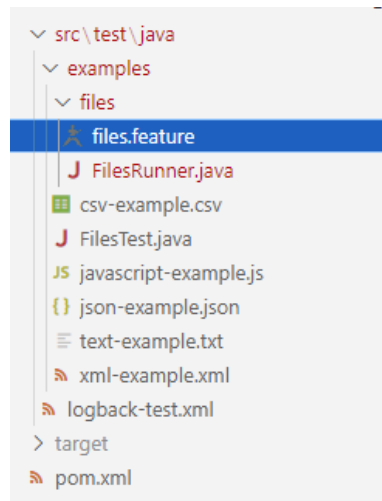 src\test\java
examples
files
files.feature
J FilesRunner.java
csv-example.csv
J FilesTest.java
JS javascript-example.js
{} json-example.json
text-example.txt
xml-example.xml
logback-test.xml
target
pom.xml